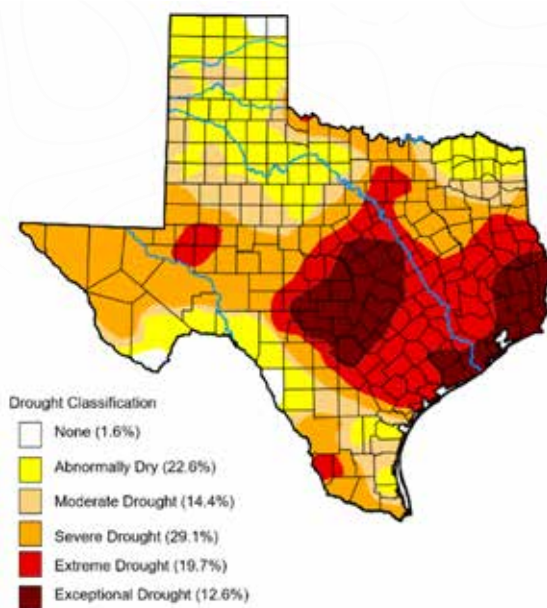 Drought Classification
None (1.6%)
Abnormally Dry (22.6%)
Moderate Drought (14.4%)
Severe Drought (29.1%)
Extreme Drought (19.7%)
Exceptional Drought (12.6%)